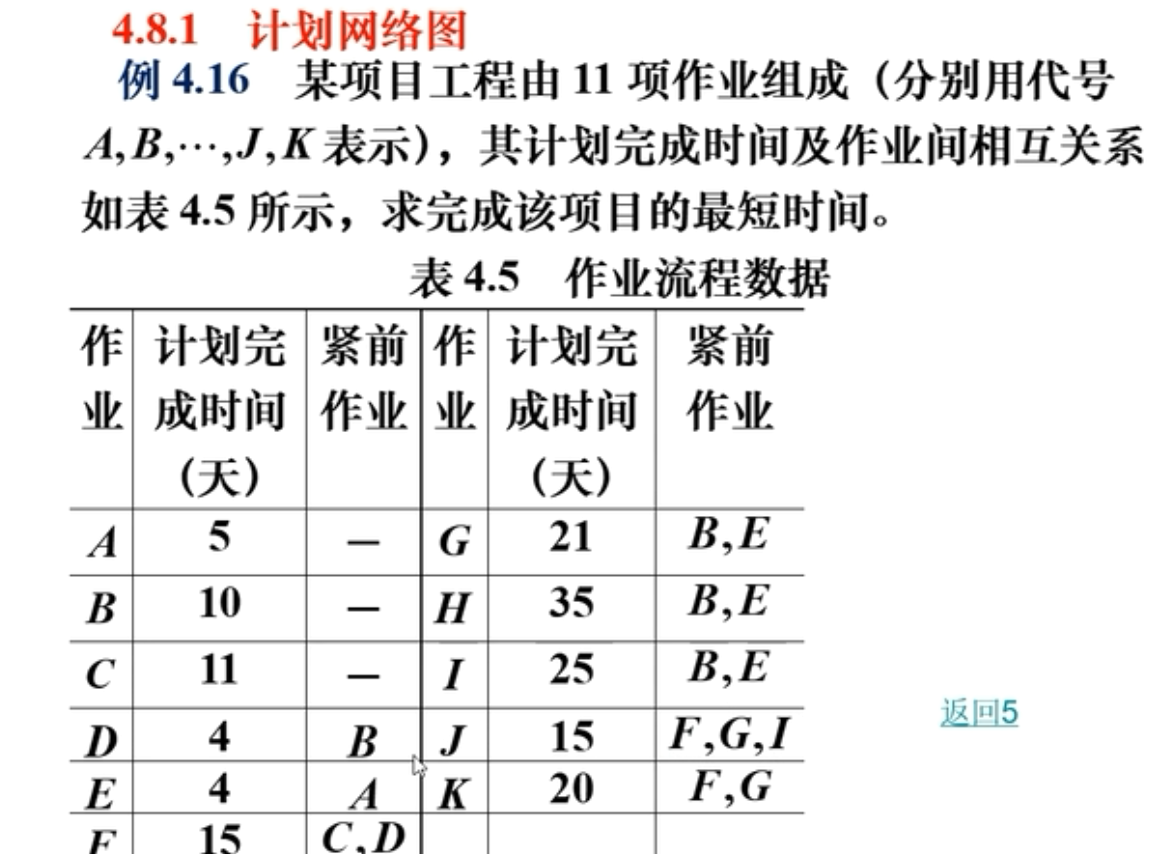 4.8.1 计划网络图
例 4.16 某项目工程由 11 项作业组成（分别用代号
A,B,⋯,J,K 表示），其计划完成时间及作业间相互关系
如表 4.5 所示，求完成该项目的最短时间。
表 4.5 作业流程数据
作业 计划完成时间（天） 紧前作业 作业 计划完成时间（天） 紧前作业
A 5 — G 21 B,E
B 10 — H 35 B,E
C 11 — I 25 B,E
D 4 B J 15 F,G,I
E 4 A K 20 F,G
F 15 C,D
返回5